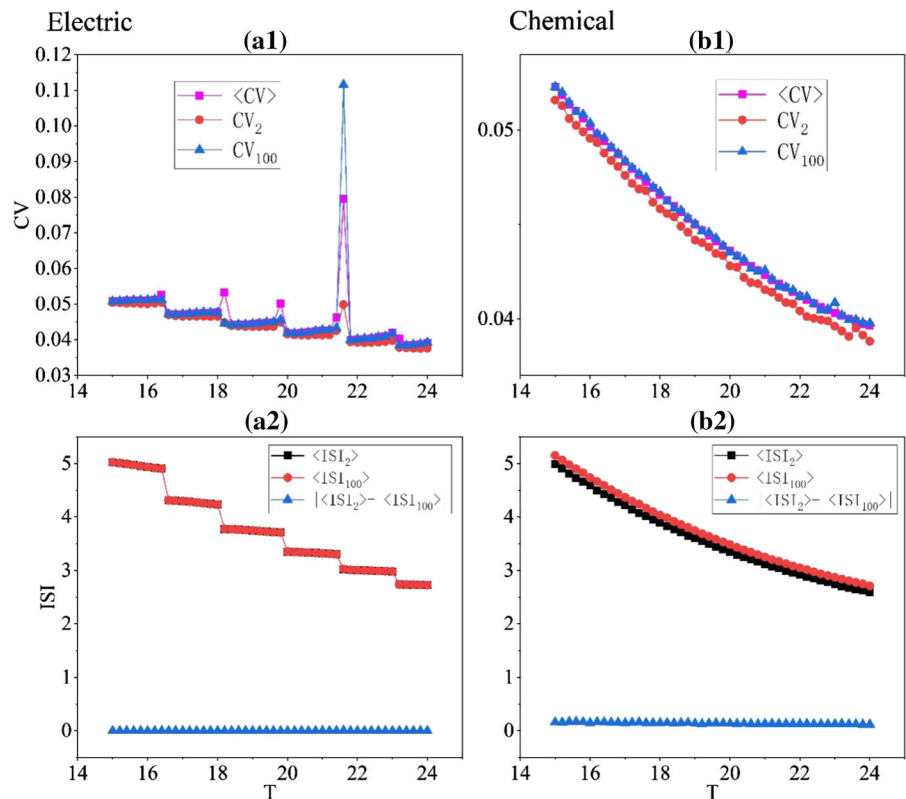 Electric
Chemical
(a1)
(b1)
0.12
0.11
0.10
0.09
0.08
0.07
0.06
0.05
0.04
0.03
CV
<CV>
CV₂
CV₁₀₀
14 16 18 20 22 24
0.05
0.04
<CV>
CV₂
CV₁₀₀
14 16 18 20 22 24
(a2)
(b2)
5
4
3
2
1
0
ISI
<ISI₂>
<ISI₁₀₀>
|<ISI₂>- <ISI₁₀₀>|
14 16 18 20 22 24
T
5
4
3
2
1
0
<ISI₂>
<ISI₁₀₀>
|<ISI₂>- <ISI₁₀₀>|
14 16 18 20 22 24
T